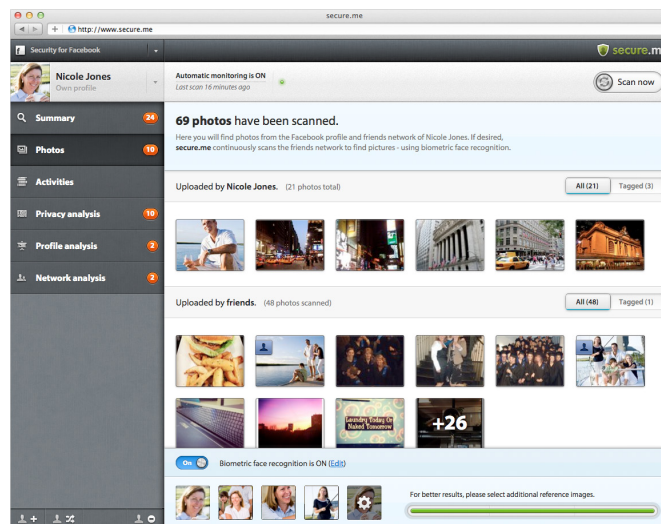 secure.me
http://www.secure.me
f Security for Facebook
secure.m
Nicole Jones
Own profile
Automatic monitoring is ON
Last scan 16 minutes ago
Scan now
Summary 24
Photos 10
Activities
Privacy analysis 10
Profile analysis 2
Network analysis 2
69 photos have been scanned.
Here you will find photos from the Facebook profile and friends network of Nicole Jones. If desired,
secure.me continuously scans the friends network to find pictures - using biometric face recognition.
Uploaded by Nicole Jones. (21 photos total)
All (21) Tagged (3)
Uploaded by friends. (48 photos scanned)
All (48) Tagged (1)
Laundry Today Or
Naked Tomorrow
+26
On Biometric face recognition is ON (Edit)
For better results, please select additional reference images.